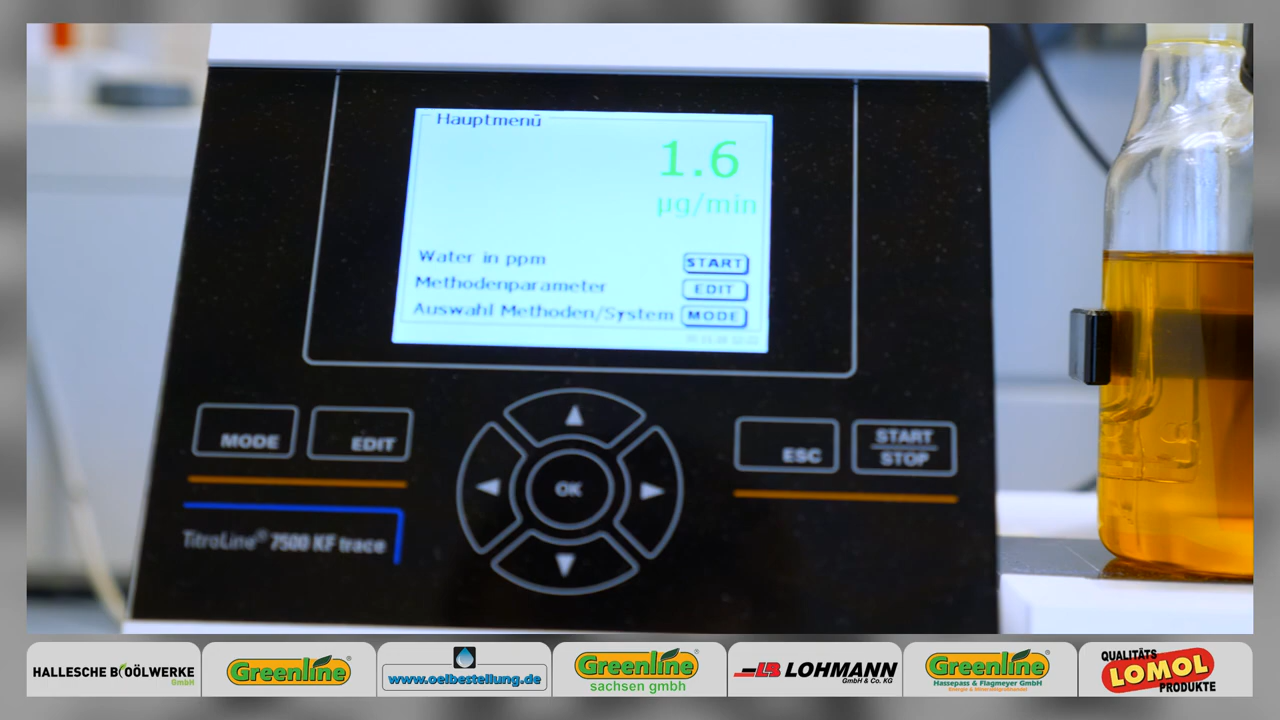 Hauptmenü
1.6
µg/min
Water in ppm START
Methodenparameter EDIT
Auswahl Methoden/System MODE
MODE
EDIT
ESC
START
STOP
OK
TitroLine® 7500 KF trace
HALLESCHE BIOÖLWERKE
GmbH
Greenline®
www.oelbestellung.de
Greenline®
sachsen gmbh
LB LOHMANN
GmbH & Co. KG
Greenline®
Hassepass & Flagmeyer GmbH
Energie & Mineralölgroßhandel
QUALITÄTS
LOMOL
PRODUKTE